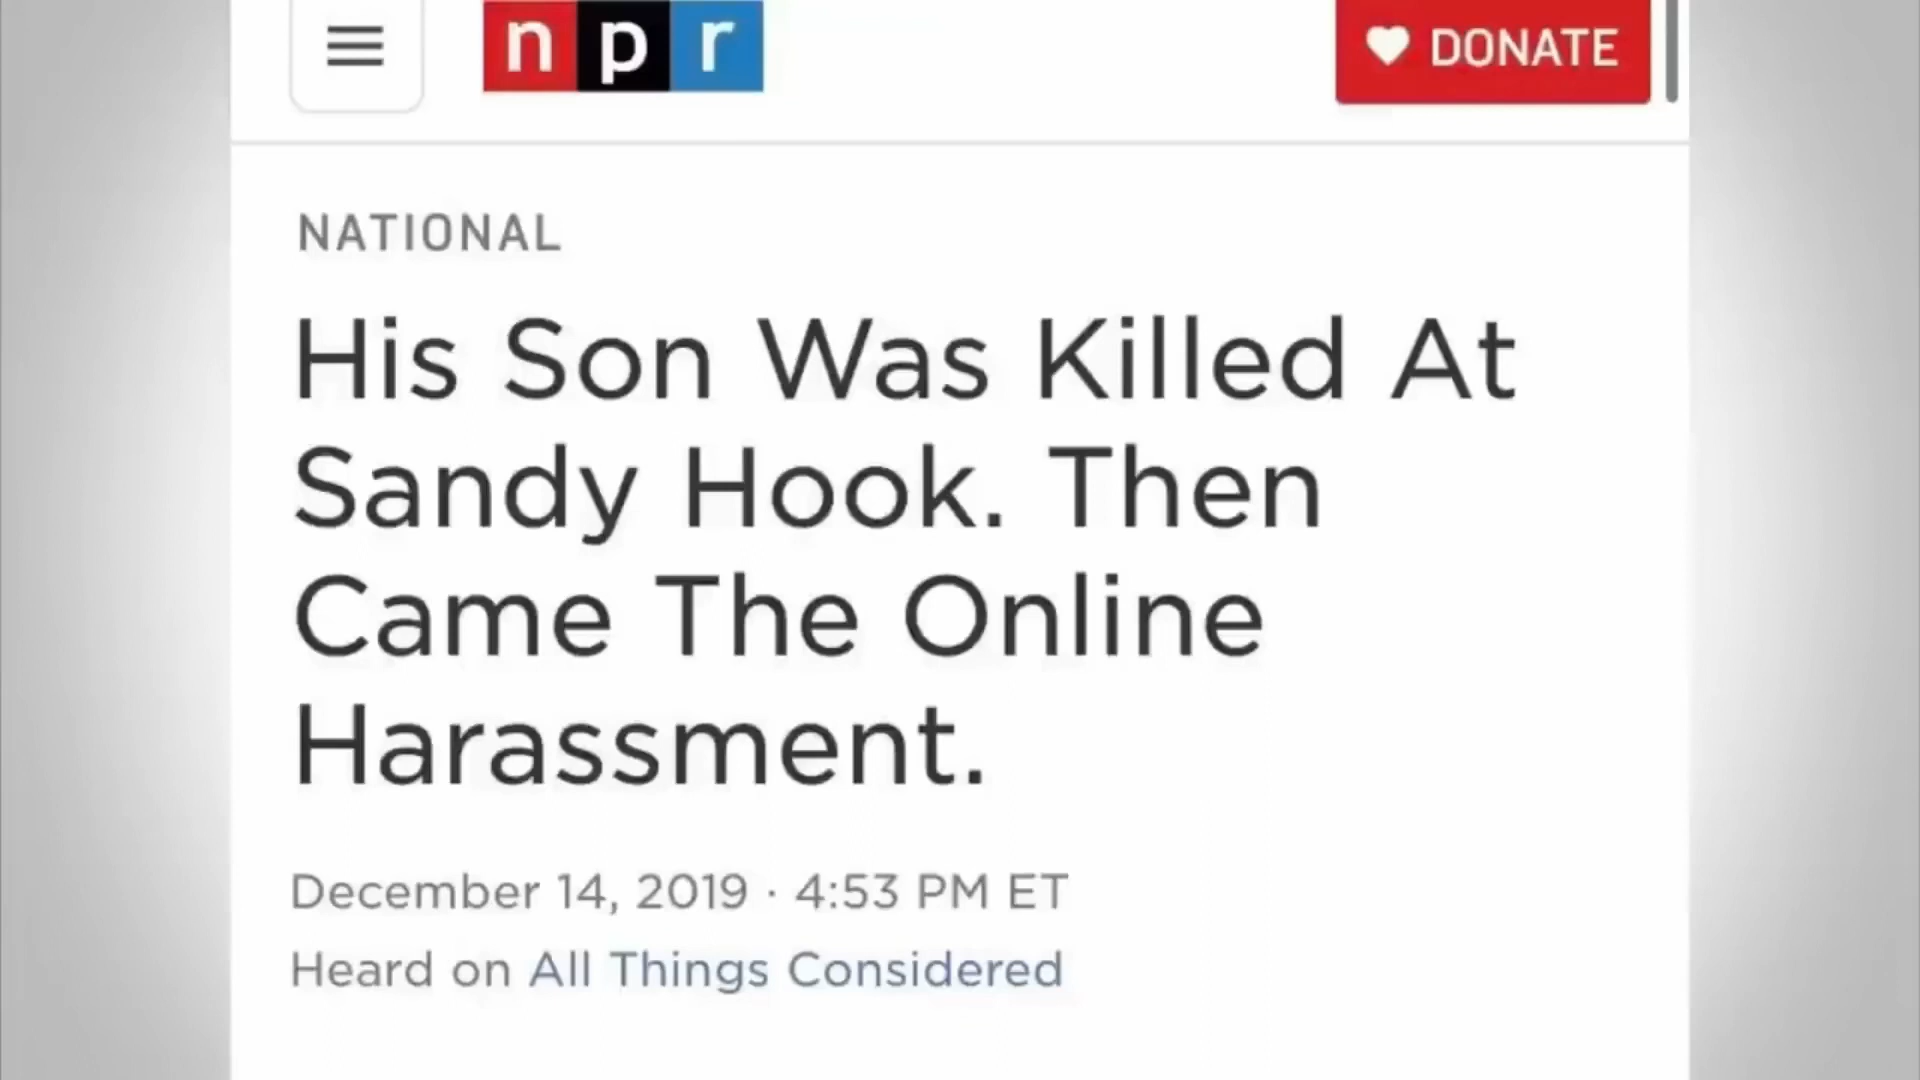 npr
DONATE
NATIONAL
His Son Was Killed At
Sandy Hook. Then
Came The Online
Harassment.
December 14, 2019 · 4:53 PM ET
Heard on All Things Considered